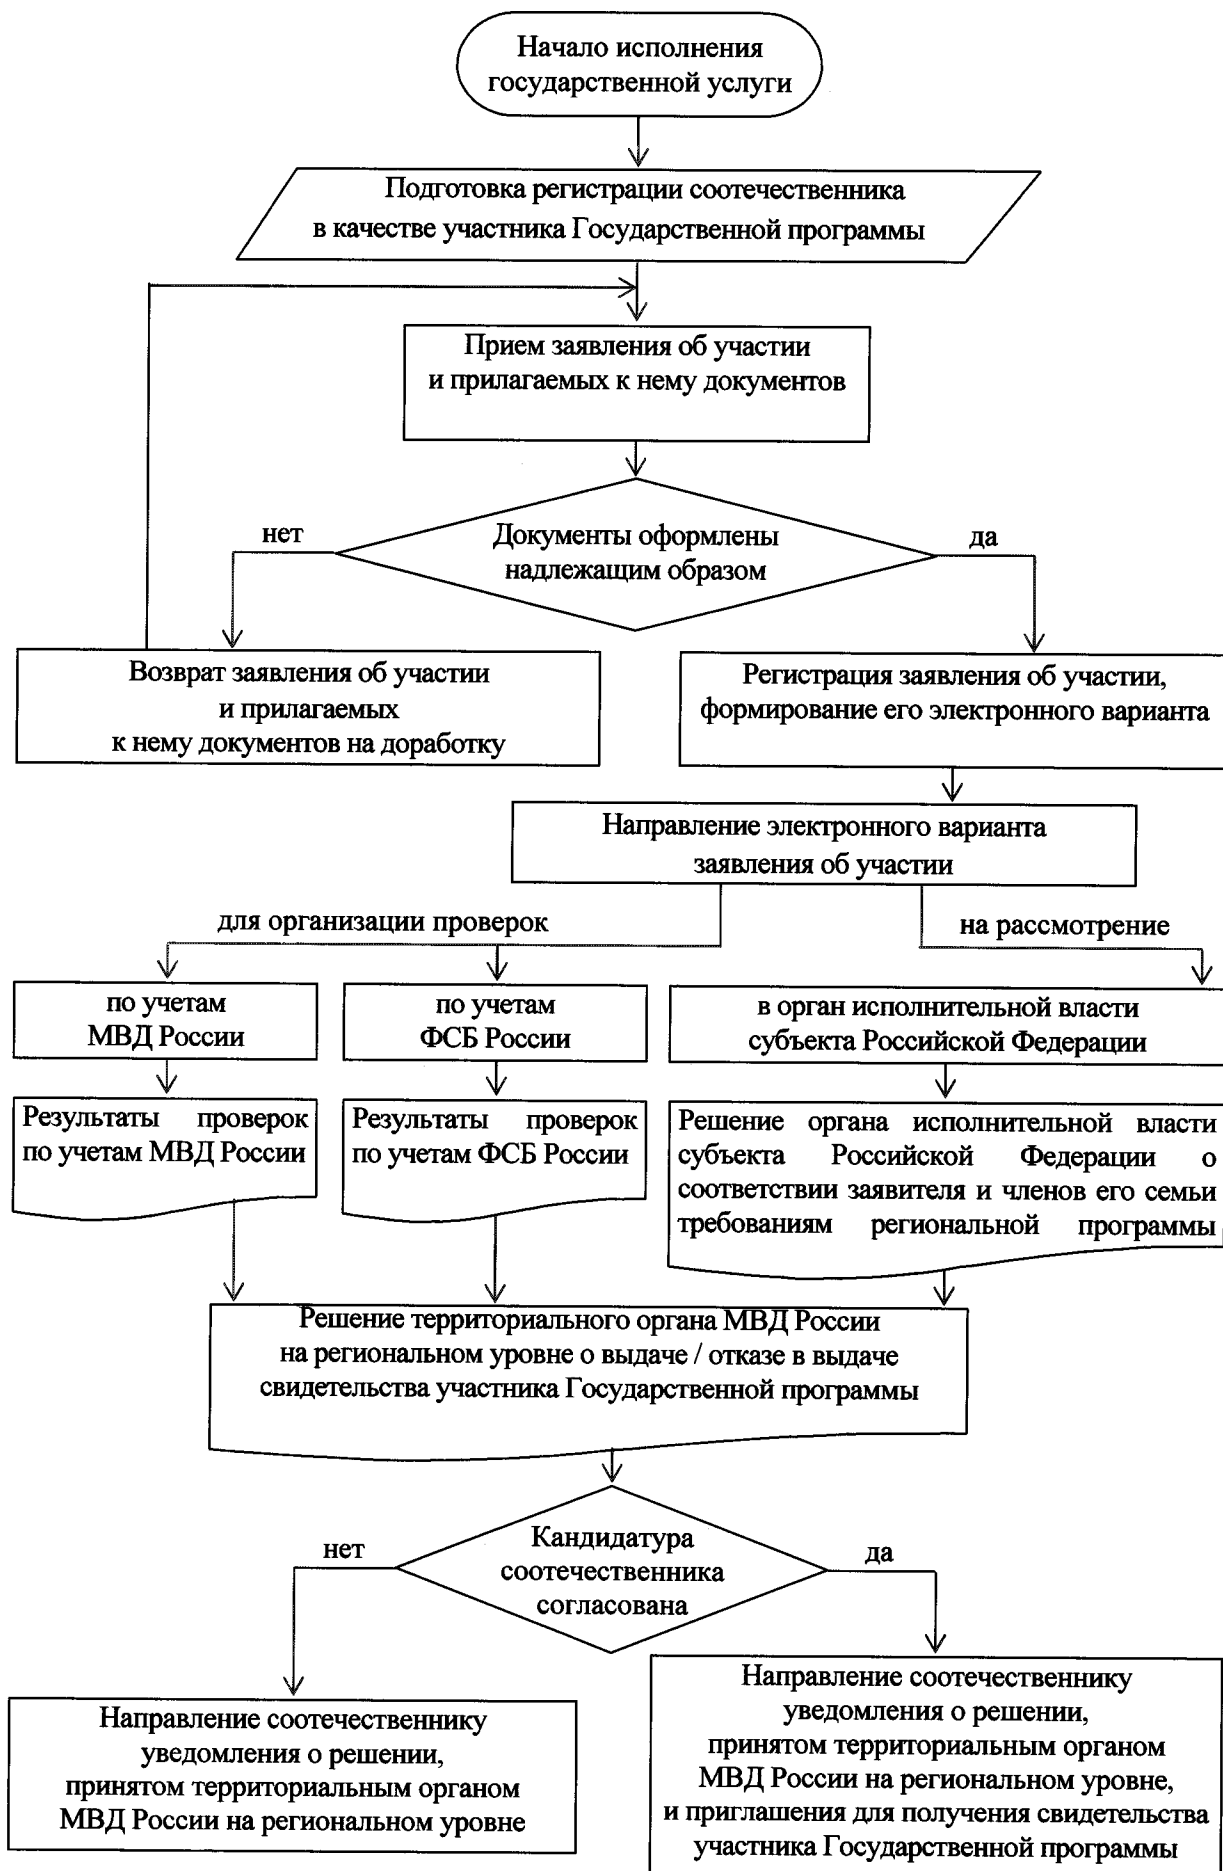 Начало исполнения
государственной услуги
Подготовка регистрации соотечественника
в качестве участника Государственной программы
Прием заявления об участии
и прилагаемых к нему документов
нет
Документы оформлены
надлежащим образом
да
Возврат заявления об участии
и прилагаемых
к нему документов на доработку
Регистрация заявления об участии,
формирование его электронного варианта
Направление электронного варианта
заявления об участии
для организации проверок
на рассмотрение
по учетам
МВД России
по учетам
ФСБ России
в орган исполнительной власти
субъекта Российской Федерации
Результаты проверок
по учетам МВД России
Результаты проверок
по учетам ФСБ России
Решение органа исполнительной власти
субъекта Российской Федерации о
соответствии заявителя и членов его семьи
требованиям региональной программы
Решение территориального органа МВД России
на региональном уровне о выдаче / отказе в выдаче
свидетельства участника Государственной программы
нет
Кандидатура
соотечественника
согласована
да
Направление соотечественнику
уведомления о решении,
принятом территориальным органом
МВД России на региональном уровне
Направление соотечественнику
уведомления о решении,
принятом территориальным органом
МВД России на региональном уровне,
и приглашения для получения свидетельства
участника Государственной программы